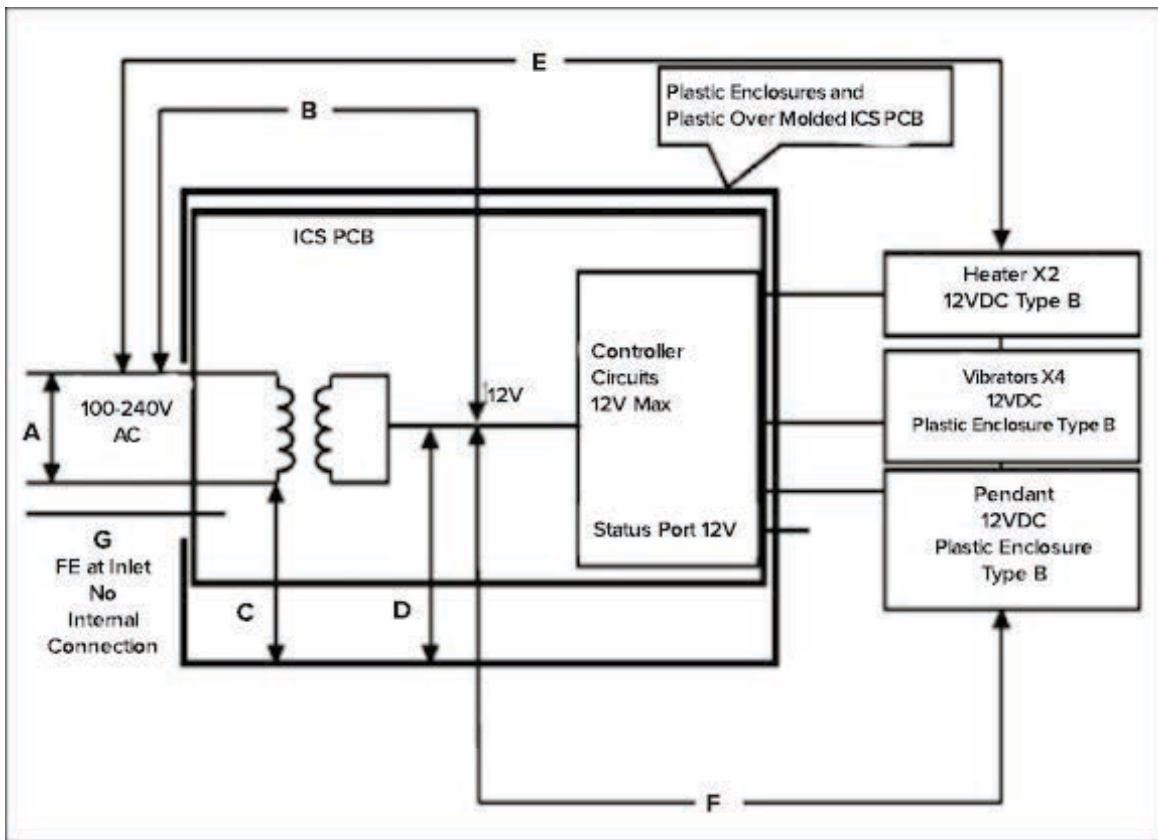 E
B
Plastic Enclosures and
Plastic Over Molded ICS PCB
ICS PCB
Heater X2
12VDC Type B
Controller
Circuits
12V Max
12V
Vibrators X4
12VDC
Plastic Enclosure Type B
A
100-240V
AC
Pendant
12VDC
Plastic Enclosure
Type B
Status Port 12V
G
FE at Inlet
No
Internal
Connection
C
D
F